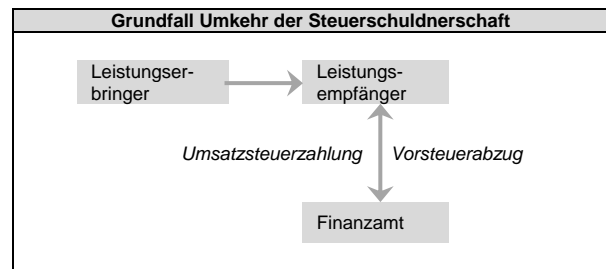 Grundfall Umkehr der Steuerschuldnerschaft
Leistungser-
bringer
Leistungs-
empfänger
Umsatzsteuerzahlung
Vorsteuerabzug
Finanzamt